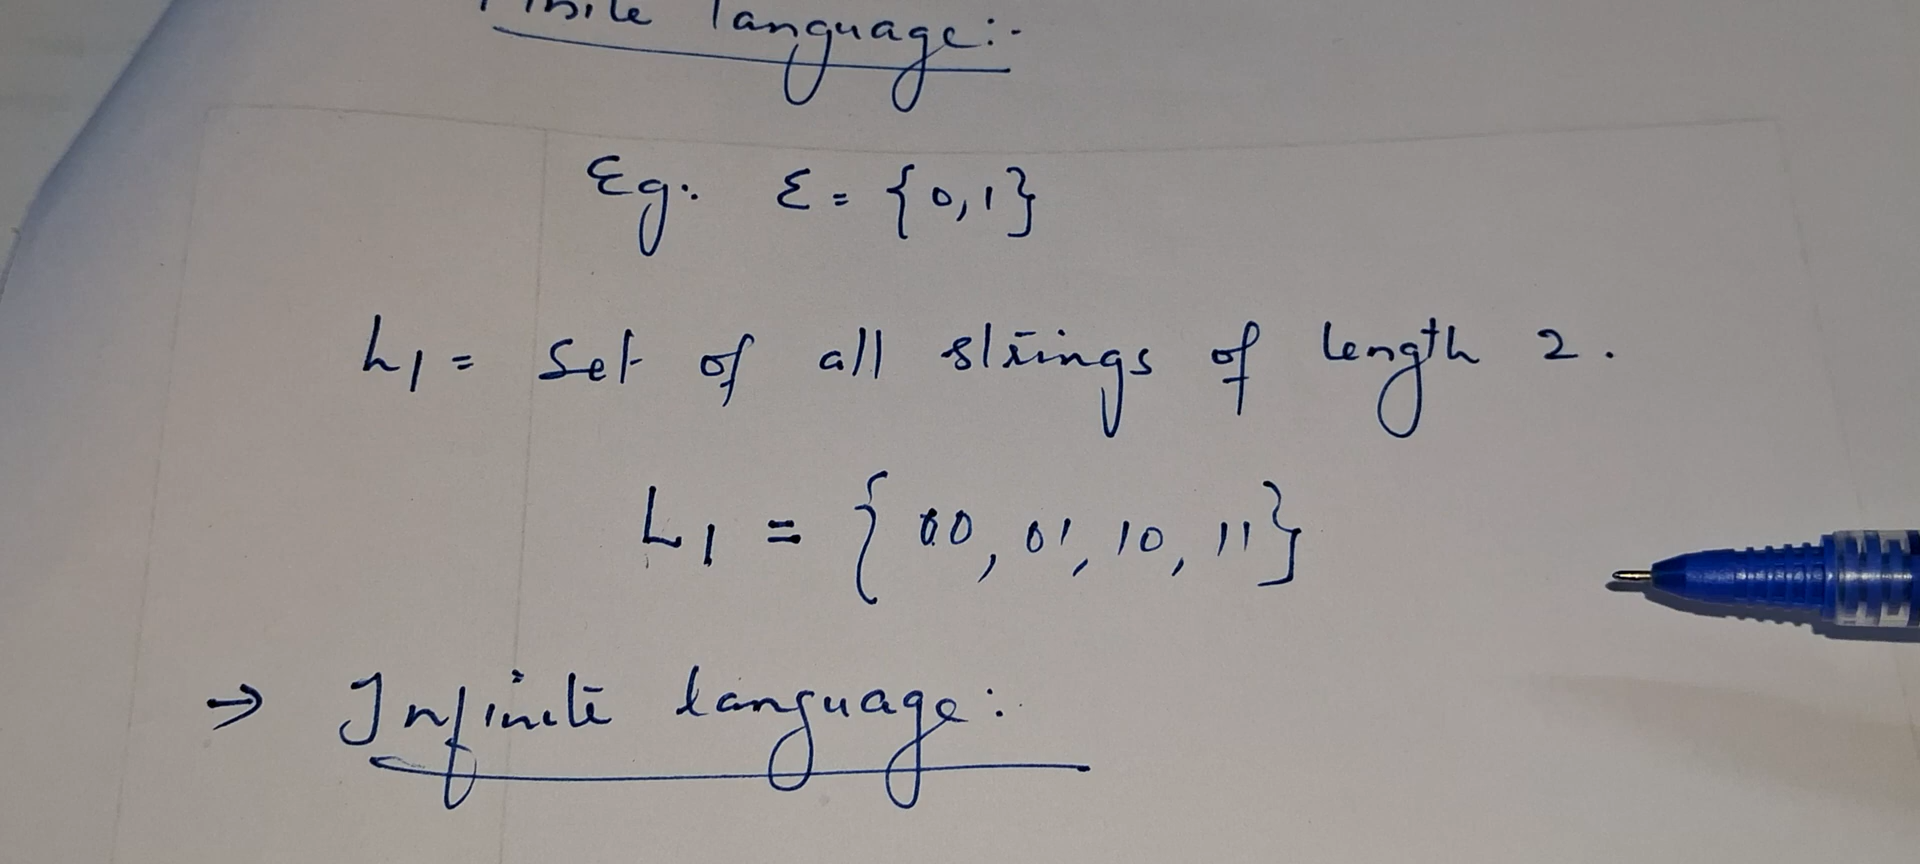 Finite language:-
Eg: Ɛ = {0,1}
L1 = Set of all strings of length 2.
L1 = {00, 01, 10, 11}
→ Infinite language: